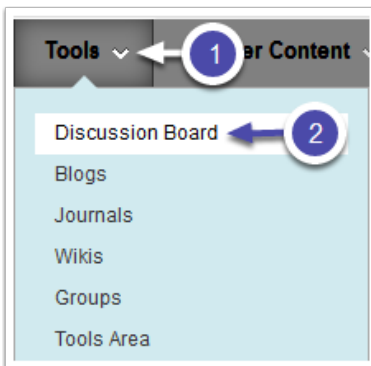 Tools 1 er Content
Discussion Board 2
Blogs
Journals
Wikis
Groups
Tools Area